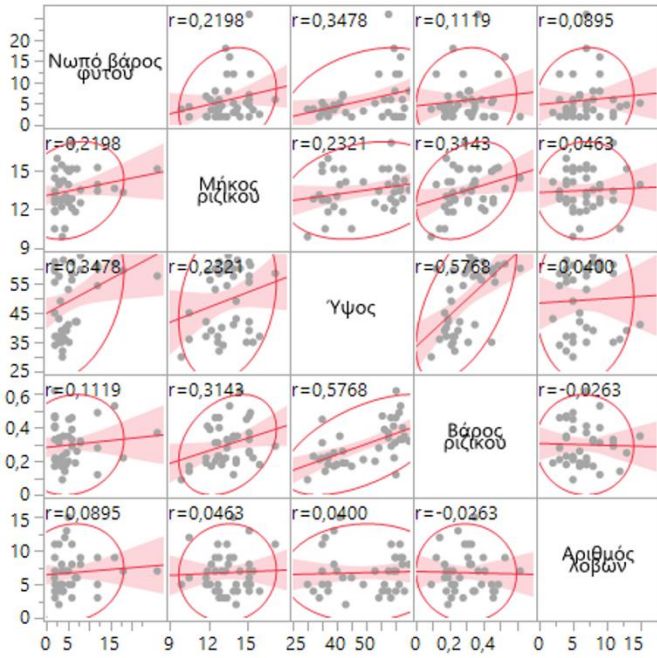 r=0,2198 r=0,3478 r=0,1119 r=0,0895
20
15
10
5
0
Νωπό βάρος
φυτού
r=0,2198 r=0,2321 r=0,3143 r=0,0463
15
12
9
Μήκος
ριζικού
r=0,3478 r=0,2321 r=0,5768 r=0,0400
55
45
35
25
Ύψος
r=0,1119 r=0,3143 r=0,5768 r=-0,0263
0,6
0,4
0,2
0
Βάρος
ριζικού
r=0,0895 r=0,0463 r=0,0400 r=-0,0263
15
10
5
0
Αριθμός
λοβών
0 5 15 9 12 15 25 40 50 0 0,2 0,4 0 5 10 15